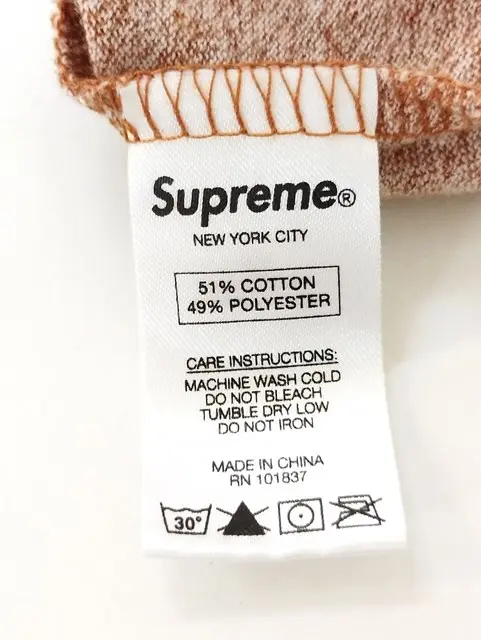 Supreme®
NEW YORK CITY
51% COTTON
49% POLYESTER
CARE INSTRUCTIONS:
MACHINE WASH COLD
DO NOT BLEACH
TUMBLE DRY LOW
DO NOT IRON
MADE IN CHINA
RN 101837
30°